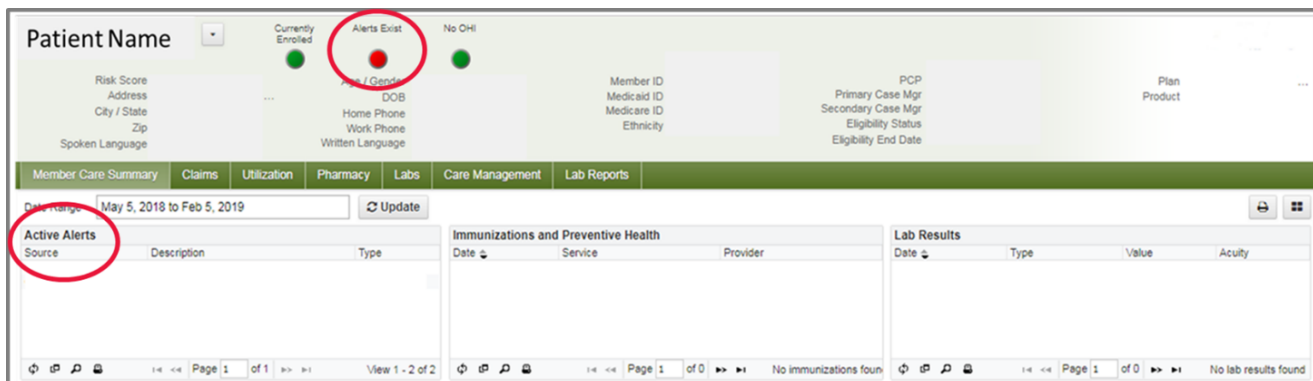 Patient Name
Currently Enrolled
Alerts Exist
No OHI
Risk Score
Address ...
City / State
Zip
Spoken Language
Age / Gender
DOB
Home Phone
Work Phone
Written Language
Member ID
Medicaid ID
Medicare ID
Ethnicity
PCP
Primary Case Mgr
Secondary Case Mgr
Eligibility Status
Eligibility End Date
Plan ...
Product
Member Care Summary Claims Utilization Pharmacy Labs Care Management Lab Reports
Date Range May 5, 2018 to Feb 5, 2019 Update
Active Alerts
Source Description Type
Page 1 of 1 View 1 - 2 of 2
Immunizations and Preventive Health
Date Service Provider
Page 1 of 0 No immunizations foun
Lab Results
Date Type Value Acuity
Page 1 of 0 No lab results found